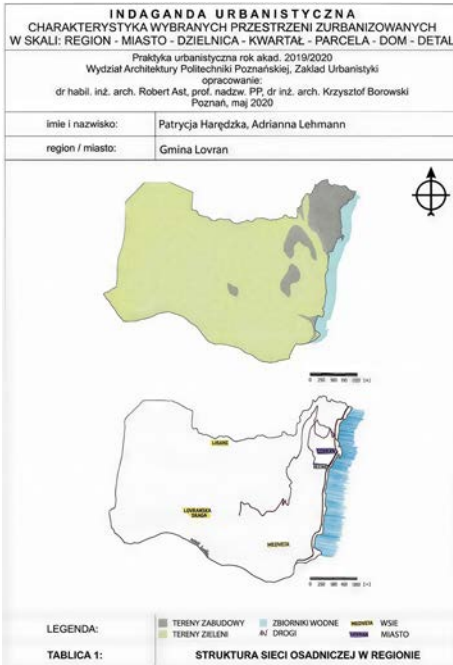 INDAGANDA URBANISTYCZNA
CHARAKTERYSTYKA WYBRANYCH PRZESTRZENI ZURBANIZOWANYCH
W SKALI: REGION - MIASTO - DZIELNICA - KWARTAŁ - PARCELA - DOM - DETAL
Praktyka urbanistyczna rok akad. 2019/2020
Wydział Architektury Politechniki Poznańskiej, Zakład Urbanistyki
opracowanie:
dr habil. inż. arch. Robert Ast, prof. nadzw. PP, dr inż. arch. Krzysztof Borowski
Poznań, maj 2020
imie i nazwisko: Patrycja Harędzka, Adrianna Lehmann
region / miasto: Gmina Lovran
LIGANJ
LOVRANSKA
DRAGA
MEDVEJA
LEGENDA:
TERENY ZABUDOWY
ZBIORNIKI WODNE
MEDVEJA WSIE
TERENY ZIELENI
DROGI
MIASTO
TABLICA 1: STRUKTURA SIECI OSADNICZEJ W REGIONIE